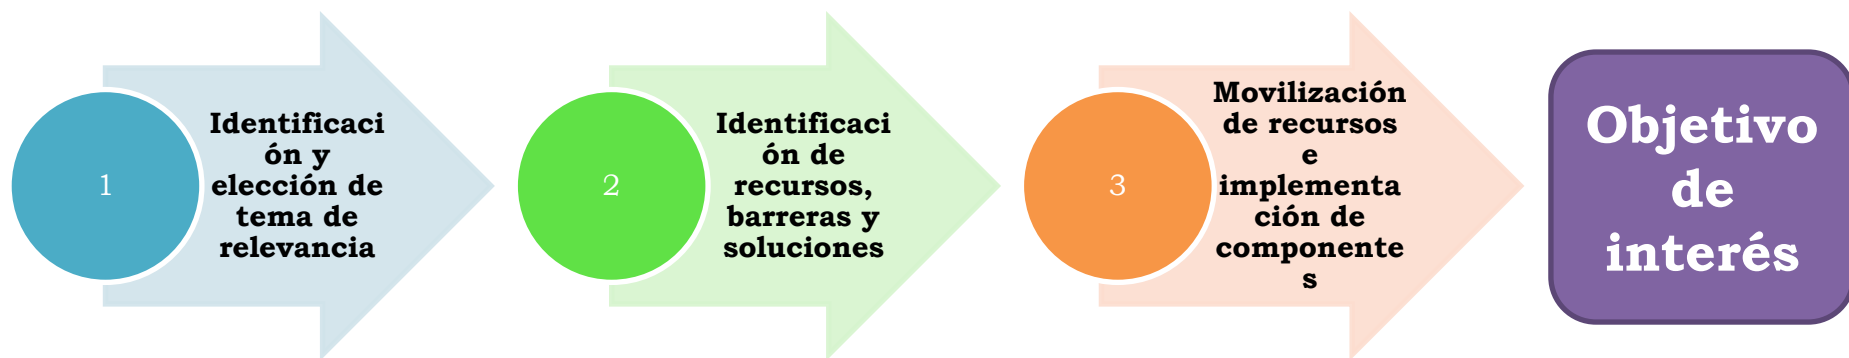 1
Identificaci
ón y
elección de
tema de
relevancia
2
Identificaci
ón de
recursos,
barreras y
soluciones
3
Movilización
de recursos
e
implementa
ción de
componente
s
Objetivo
de
interés